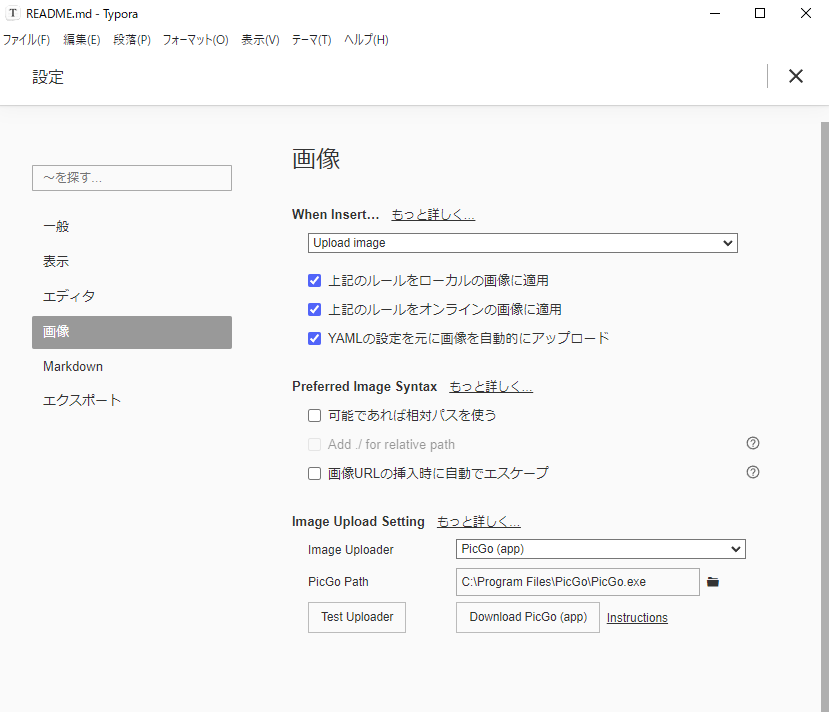 T README.md - Typora
ファイル(F) 編集(E) 段落(P) フォーマット(O) 表示(V) テーマ(T) ヘルプ(H)
設定
～を探す...
一般
表示
エディタ
画像
Markdown
エクスポート
画像
When Insert... もっと詳しく...
Upload image
上記のルールをローカルの画像に適用
上記のルールをオンラインの画像に適用
YAMLの設定を元に画像を自動的にアップロード
Preferred Image Syntax もっと詳しく...
可能であれば相対パスを使う
Add ./ for relative path
画像URLの挿入時に自動でエスケープ
Image Upload Setting もっと詳しく...
Image Uploader PicGo (app)
PicGo Path C:\Program Files\PicGo\PicGo.exe
Test Uploader Download PicGo (app) Instructions